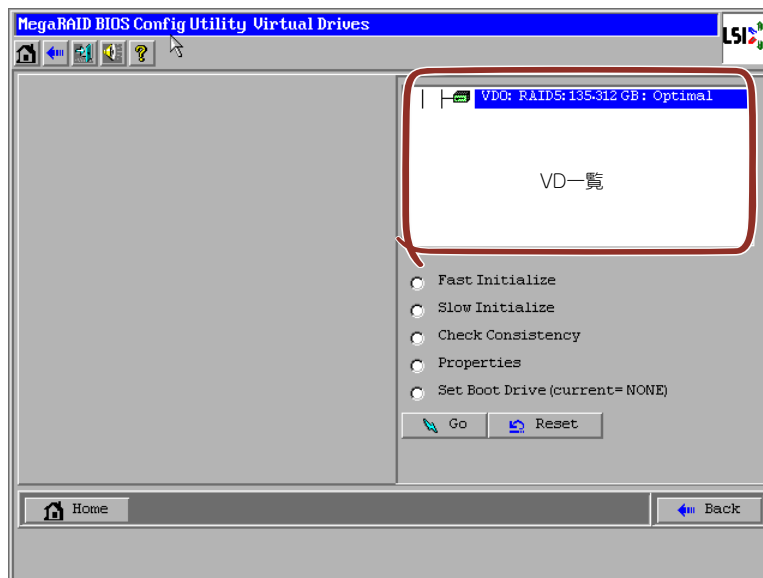 MegaRAID BIOS Config Utility Virtual Drives
LSI
VD0: RAID5: 135.312 GB: Optimal
VD一覧
Fast Initialize
Slow Initialize
Check Consistency
Properties
Set Boot Drive (current= NONE)
Go
Reset
Home
Back